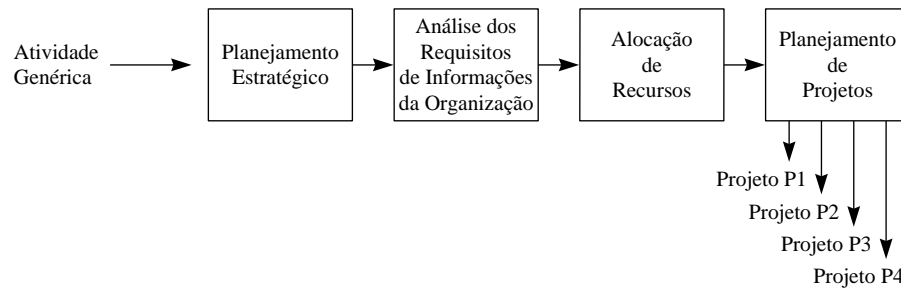 Atividade
Genérica
Planejamento
Estratégico
Análise dos
Requisitos
de Informações
da Organização
Alocação
de
Recursos
Planejamento
de
Projetos
Projeto P1
Projeto P2
Projeto P3
Projeto P4